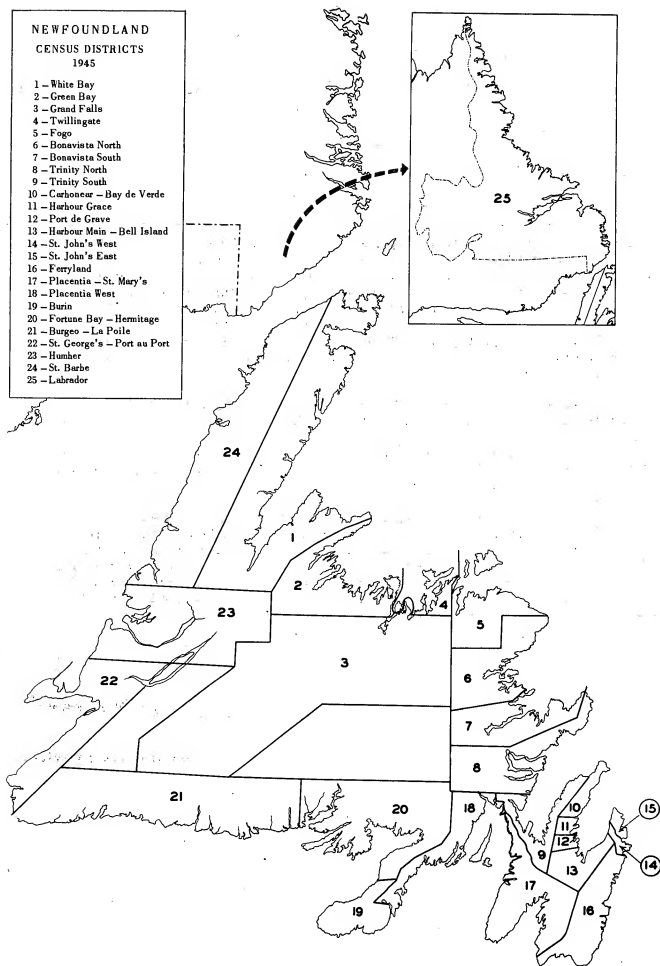 NEWFOUNDLAND
CENSUS DISTRICTS
1945
1 – White Bay
2 – Green Bay
3 – Grand Falls
4 – Twillingate
5 – Fogo
6 – Bonavista North
7 – Bonavista South
8 – Trinity North
9 – Trinity South
10 – Carhonear – Bay de Verde
11 – Harbour Grace
12 – Port de Grave
13 – Harbour Main – Bell Island
14 – St. John's West
15 – St. John's East
16 – Ferryland
17 – Placentia – St. Mary's
18 – Placentia West
19 – Burin
20 – Fortune Bay – Hermitage
21 – Burgeo – La Poile
22 – St. George's – Port au Port
23 – Humher
24 – St. Barbe
25 – Labrador
25
24
1
2
23
4
5
3
22
6
7
8
21
20
18
10
11
12
15
9
13
14
17
16
19